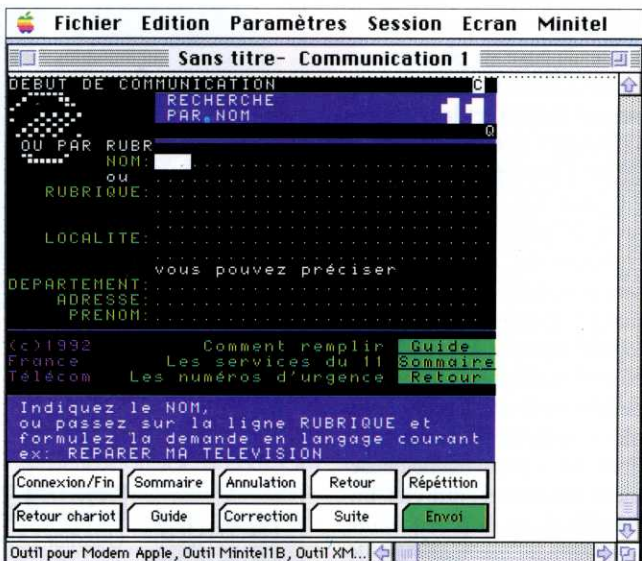 Fichier Edition Paramètres Session Ecran Minitel
Sans titre- Communication 1
DEBUT DE COMMUNICATION C
RECHERCHE
PAR.NOM 11
Q
OU PAR RUBR
NOM:
ou
RUBRIQUE:
LOCALITE:
vous pouvez préciser
DEPARTEMENT:
ADRESSE:
PRENOM:
(c)1992 Comment remplir Guide
France Les services du 11 Sommaire
Télécom Les numéros d'urgence Retour
Indiquez le NOM,
ou passez sur la ligne RUBRIQUE et
formulez la demande en langage courant
ex: REPARER MA TELEVISION
Connexion/Fin Sommaire Annulation Retour Répétition
Retour chariot Guide Correction Suite Envoi
Outil pour Modem Apple, Outil Minitel1B, Outil XM...